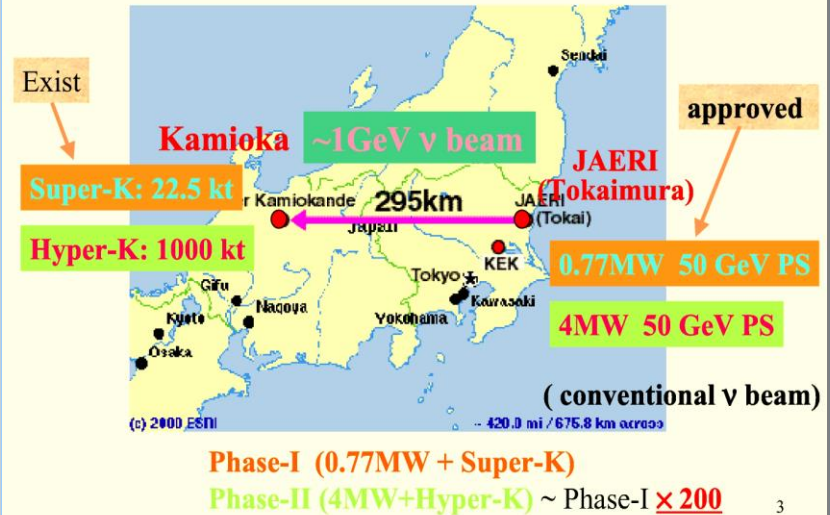 Sendai
Exist
approved
Kamioka
~1GeV ν beam
JAERI
(Tokaimura)
Super-K: 22.5 kt
er Kamiokande
295km
JAERI
(Tokai)
Japan
Hyper-K: 1000 kt
KEK
0.77MW 50 GeV PS
Tokyo
Gifu
Kawasaki
Nagoya
Yokohama
Kyoto
4MW 50 GeV PS
Osaka
( conventional ν beam)
(c) 2000 ESRI
~ 420.0 mi / 675.8 km across
Phase-I (0.77MW + Super-K)
Phase-II (4MW+Hyper-K) ~ Phase-I × 200
3